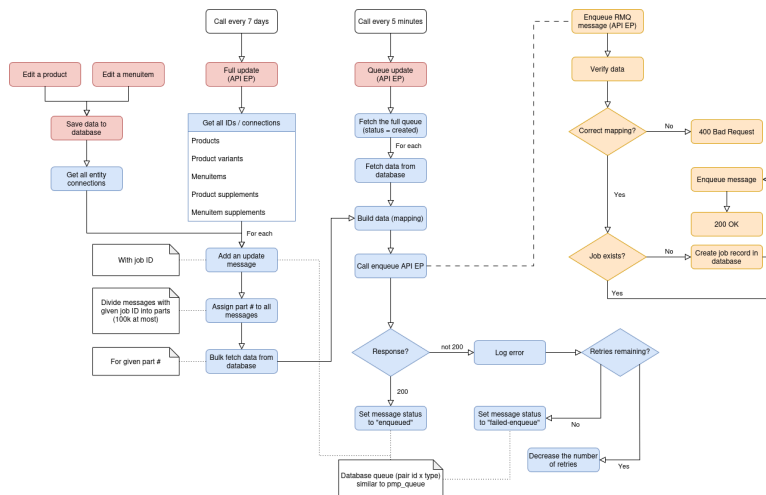 Call every 7 days
Call every 5 minutes
Enqueue RMQ
message (API EP)
Edit a product
Edit a menuitem
Full update
(API EP)
Queue update
(API EP)
Verify data
Save data to
database
Get all IDs / connections
Products
Product variants
Menuitems
Product supplements
Menuitem supplements
Fetch the full queue
(status = created)
For each
Correct mapping?
No
400 Bad Request
Get all entity
connections
Fetch data from
database
Enqueue message
Yes
Build data (mapping)
200 OK
For each
With job ID
Add an update
message
Call enqueue API EP
Job exists?
No
Create job record in
database
Yes
Divide messages with
given job ID into parts
(100k at most)
Assign part # to all
messages
For given part #
Bulk fetch data from
database
Response?
not 200
Log error
Retries remaining?
200
Set message status
to "enqueued"
Set message status
to "failed-enqueue"
No
Decrease the number
of retries
Yes
Database queue (pair id x type)
similar to pmp_queue